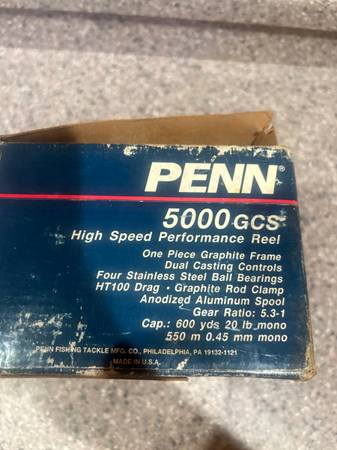 PENN
5000 GCS
High Speed Performance Reel
One Piece Graphite Frame
Dual Casting Controls
Four Stainless Steel Ball Bearings
HT100 Drag • Graphite Rod Clamp
Anodized Aluminum Spool
Gear Ratio: 5.3-1
Cap.: 600 yds 20 lb mono
550 m 0.45 mm mono
PENN FISHING TACKLE MFG. CO., PHILADELPHIA, PA 19132-1121
MADE IN U.S.A.